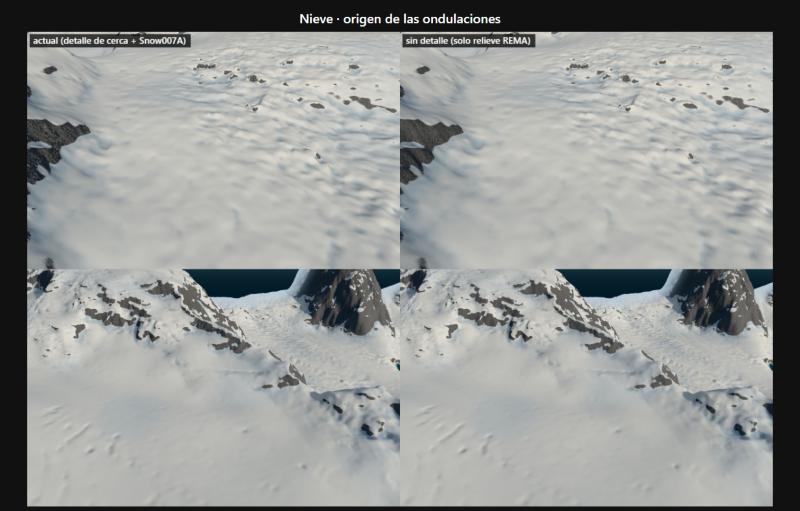 Nieve · origen de las ondulaciones
actual (detalle de cerca + Snow007A)
sin detalle (solo relieve REMA)